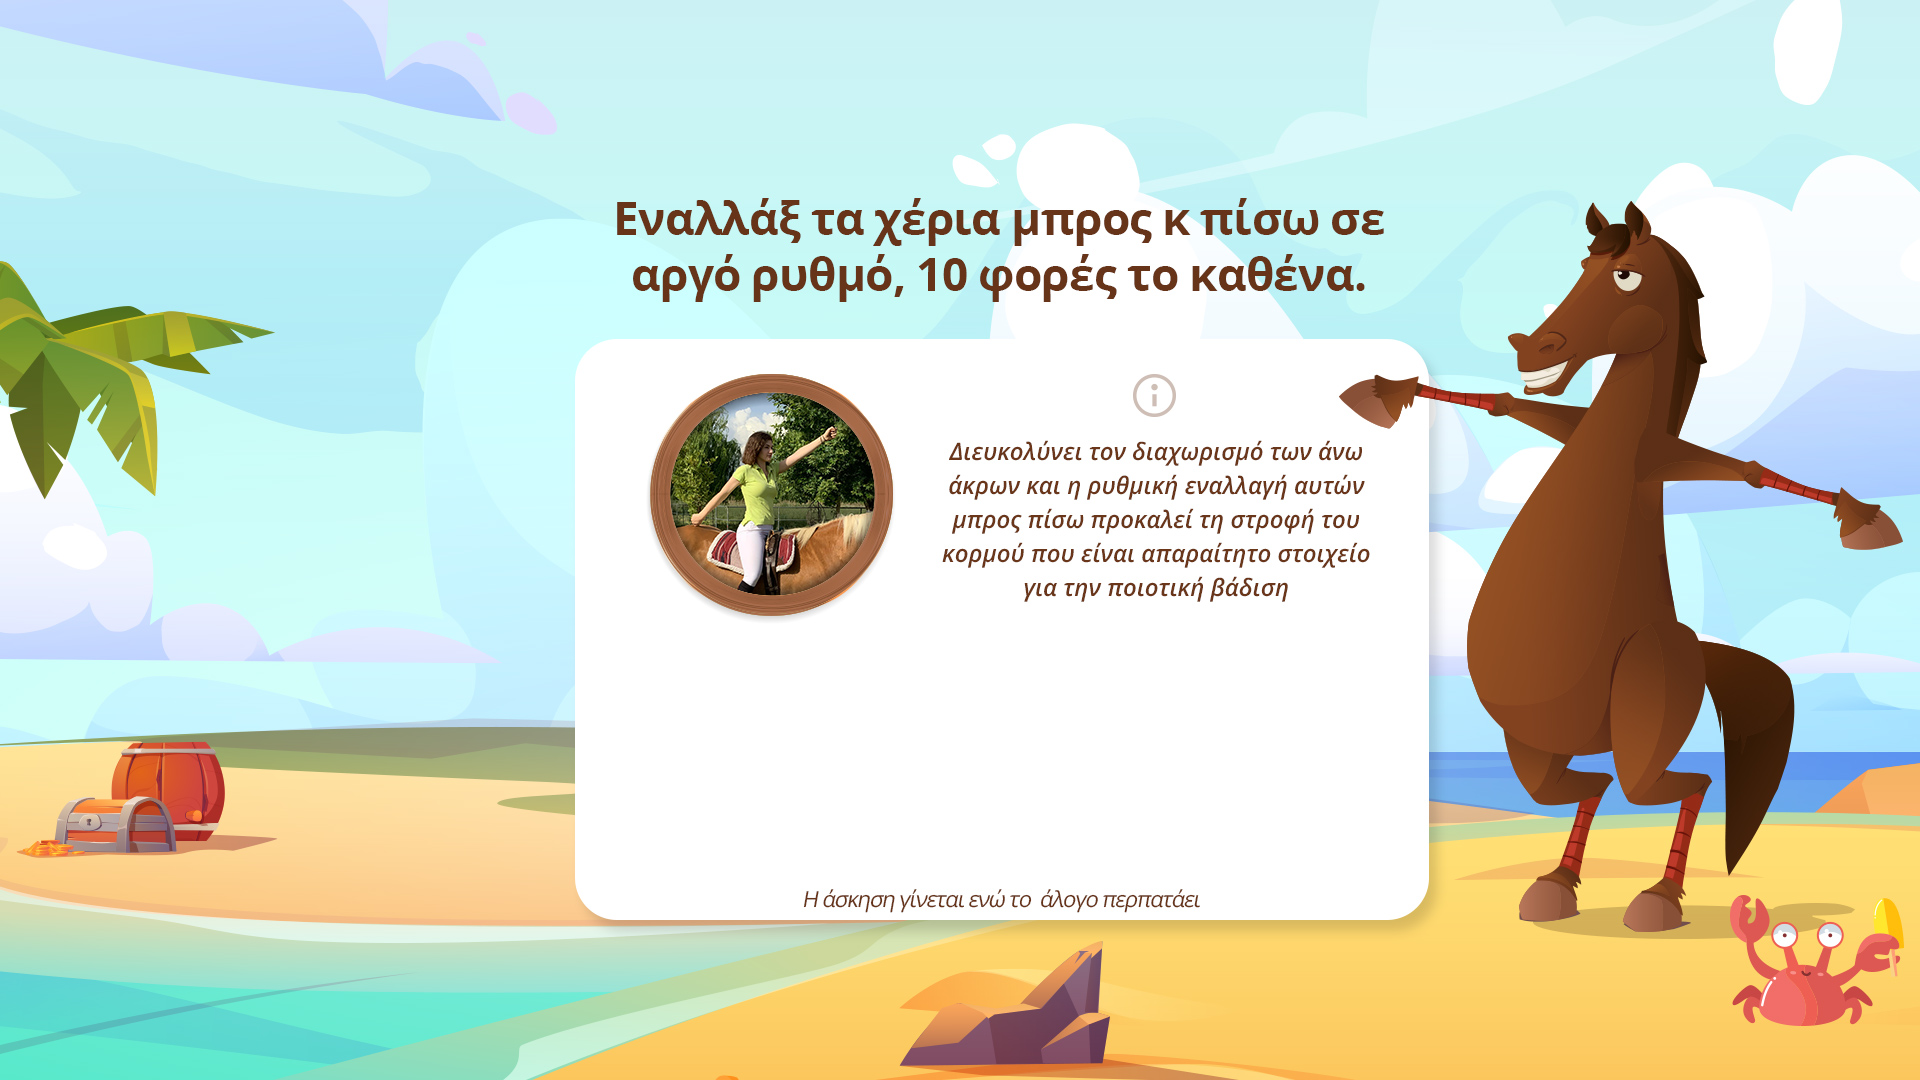 Εναλλάξ τα χέρια μπρος κ πίσω σε
αργό ρυθμό, 10 φορές το καθένα.
Διευκολύνει τον διαχωρισμό των άνω
άκρων και η ρυθμική εναλλαγή αυτών
μπρος πίσω προκαλεί τη στροφή του
κορμού που είναι απαραίτητο στοιχείο
για την ποιοτική βάδιση
Η άσκηση γίνεται ενώ το  άλογο περπατάει